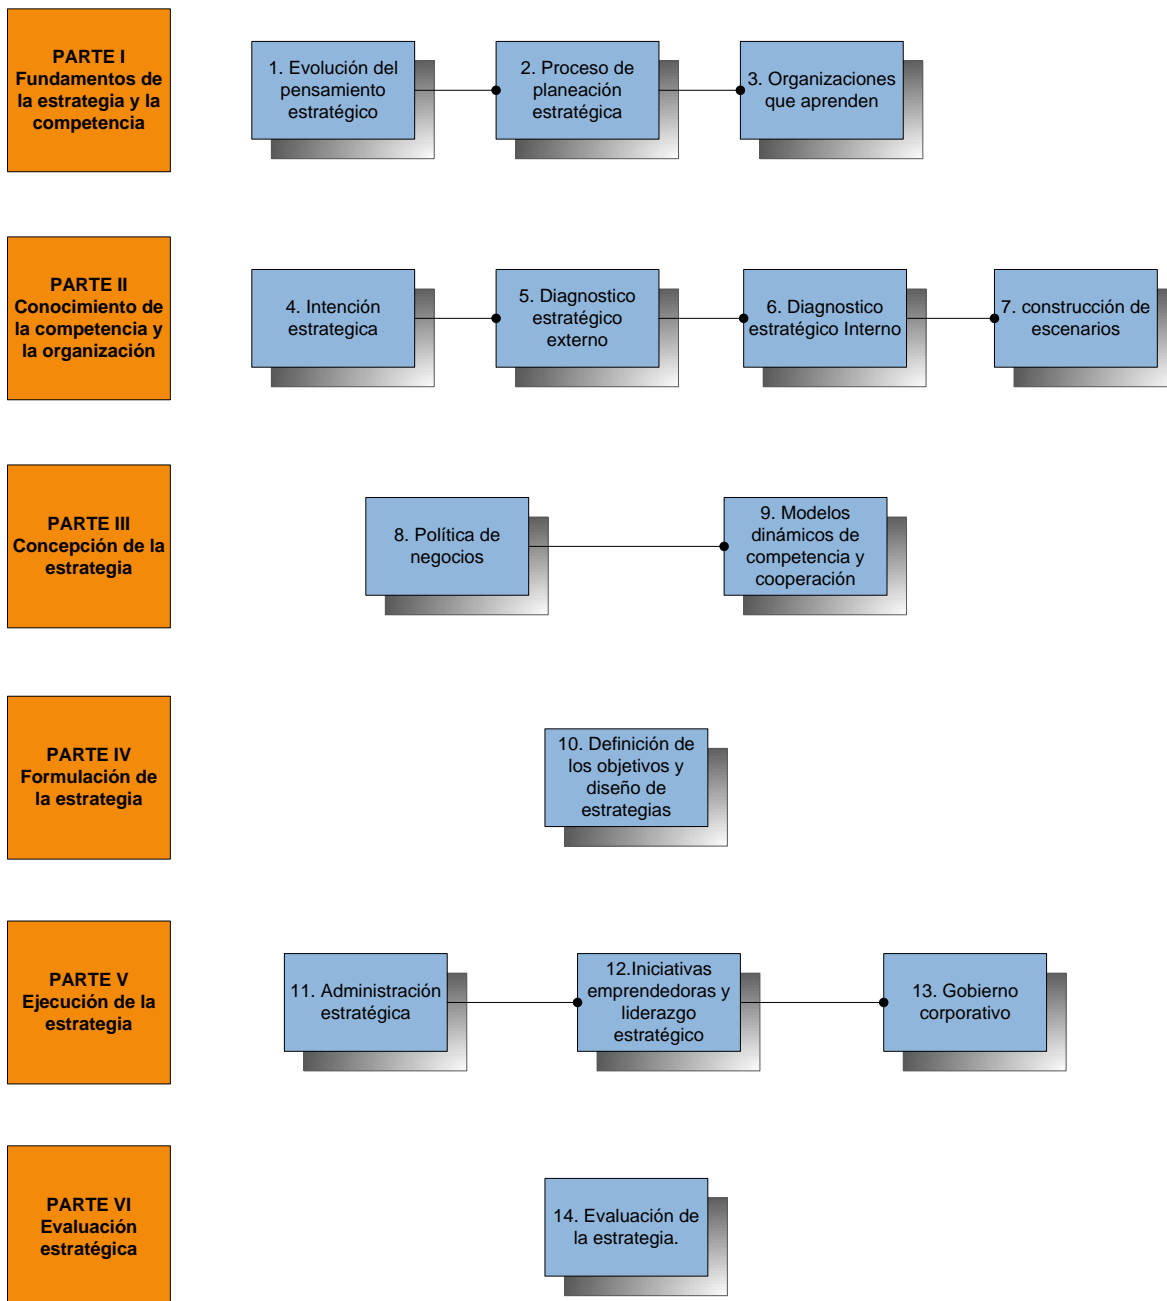 PARTE I
Fundamentos de
la estrategia y la
competencia
1. Evolución del
pensamiento
estratégico
2. Proceso de
planeación
estratégica
3. Organizaciones
que aprenden
PARTE II
Conocimiento de
la competencia y
la organización
4. Intención
estrategica
5. Diagnostico
estratégico
externo
6. Diagnostico
estratégico Interno
7. construcción de
escenarios
PARTE III
Concepción de la
estrategia
8. Política de
negocios
9. Modelos
dinámicos de
competencia y
cooperación
PARTE IV
Formulación de
la estrategia
10. Definición de
los objetivos y
diseño de
estrategias
PARTE V
Ejecución de la
estrategia
11. Administración
estratégica
12.Iniciativas
emprendedoras y
liderazgo
estratégico
13. Gobierno
corporativo
PARTE VI
Evaluación
estratégica
14. Evaluación de
la estrategia.